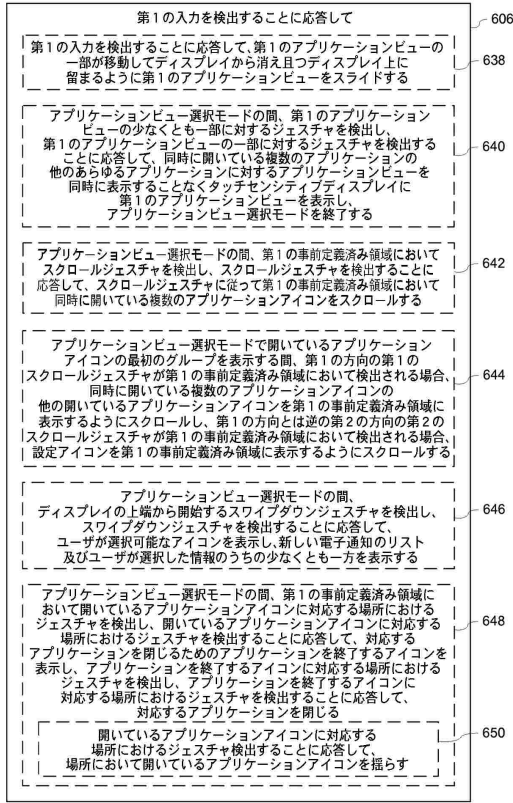 第1の入力を検出することに応答して
606
第1の入力を検出することに応答して、第1のアプリケーションビューの
一部が移動してディスプレイから消え且つディスプレイ上に
留まるように第1のアプリケーションビューをスライドする
638
アプリケーションビュー選択モードの間、第1のアプリケーション
ビューの少なくとも一部に対するジェスチャを検出し、
第1のアプリケーションビューの一部に対するジェスチャを検出する
ことに応答して、同時に開いている複数のアプリケーションの
他のあらゆるアプリケーションに対するアプリケーションビューを
同時に表示することなくタッチセンシティブディスプレイに
第1のアプリケーションビューを表示し、
アプリケーションビュー選択モードを終了する
640
アプリケーションビュー選択モードの間、第1の事前定義済み領域において
スクロールジェスチャを検出し、スクロールジェスチャを検出することに
応答して、スクロールジェスチャに従って第1の事前定義済み領域において
同時に開いている複数のアプリケーションアイコンをスクロールする
642
アプリケーションビュー選択モードで開いているアプリケーション
アイコンの最初のグループを表示する間、第1の方向の第1の
スクロールジェスチャが第1の事前定義済み領域において検出される場合、
同時に開いている複数のアプリケーションアイコンの
他の開いているアプリケーションアイコンを第1の事前定義済み領域に
表示するようにスクロールし、第1の方向とは逆の第2の方向の第2の
スクロールジェスチャが第1の事前定義済み領域において検出される場合、
設定アイコンを第1の事前定義済み領域に表示するようにスクロールする
644
アプリケーションビュー選択モードの間、
ディスプレイの上端から開始するスワイプダウンジェスチャを検出し、
スワイプダウンジェスチャを検出することに応答して、
ユーザが選択可能なアイコンを表示し、新しい電子通知のリスト
及びユーザが選択した情報のうちの少なくとも一方を表示する
646
アプリケーションビュー選択モードの間、第1の事前定義済み領域に
おいて開いているアプリケーションアイコンに対応する場所における
ジェスチャを検出し、開いているアプリケーションアイコンに対応する
場所におけるジェスチャを検出することに応答して、対応する
アプリケーションを閉じるためのアプリケーションを終了するアイコンを
表示し、アプリケーションを終了するアイコンに対応する場所における
ジェスチャを検出し、アプリケーションを終了するアイコンに
対応する場所におけるジェスチャを検出することに応答して、
対応するアプリケーションを閉じる
648
開いているアプリケーションアイコンに対応する
場所におけるジェスチャ検出することに応答して、
場所において開いているアプリケーションアイコンを揺らす
650